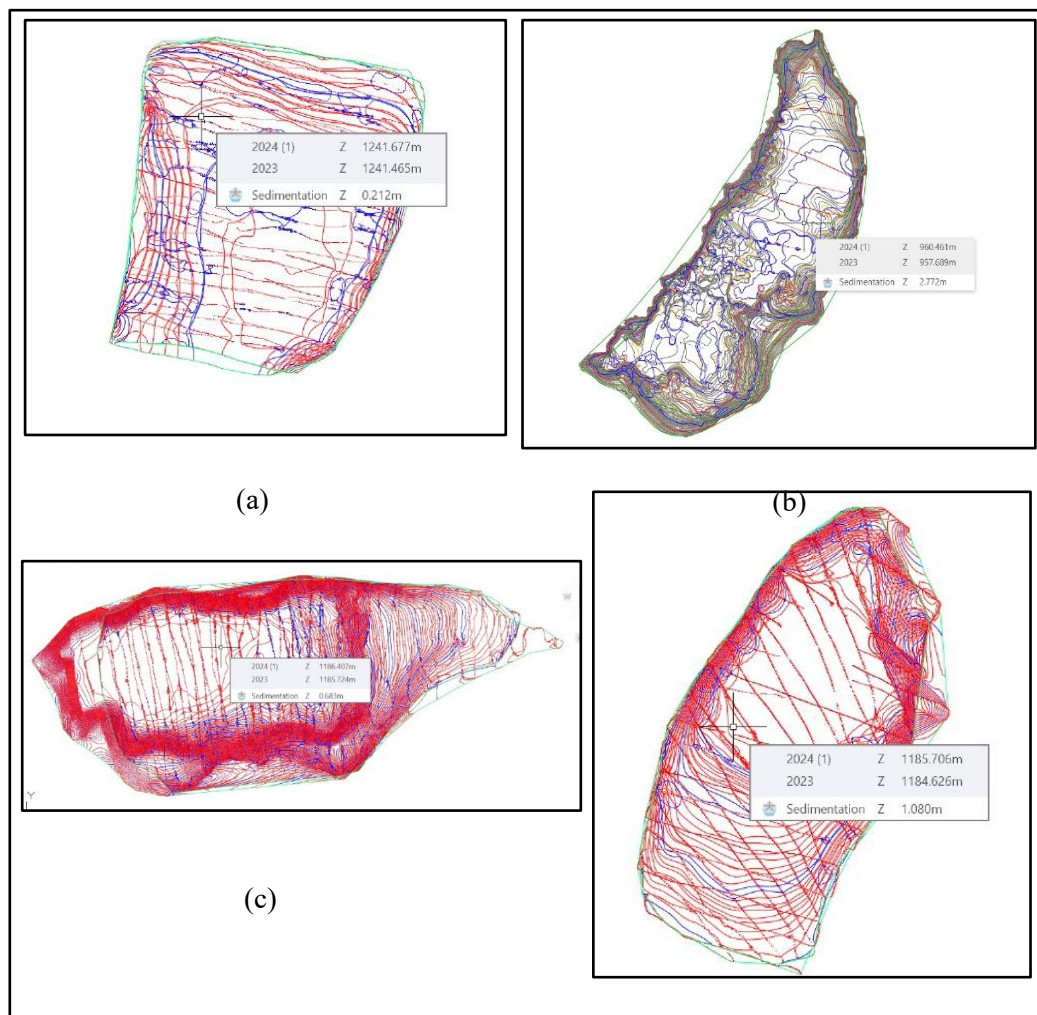 2024 (1) Z 1241.677m
2023 Z 1241.465m
Sedimentation Z 0.212m
2024 (1) Z 960.461m
2023 Z 957.689m
Sedimentation Z 2.772m
(a)
(b)
2024 (1) Z 1186.407m
2023 Z 1185.724m
Sedimentation Z 0.683m
Y
2024 (1) Z 1185.706m
2023 Z 1184.626m
Sedimentation Z 1.080m
(c)